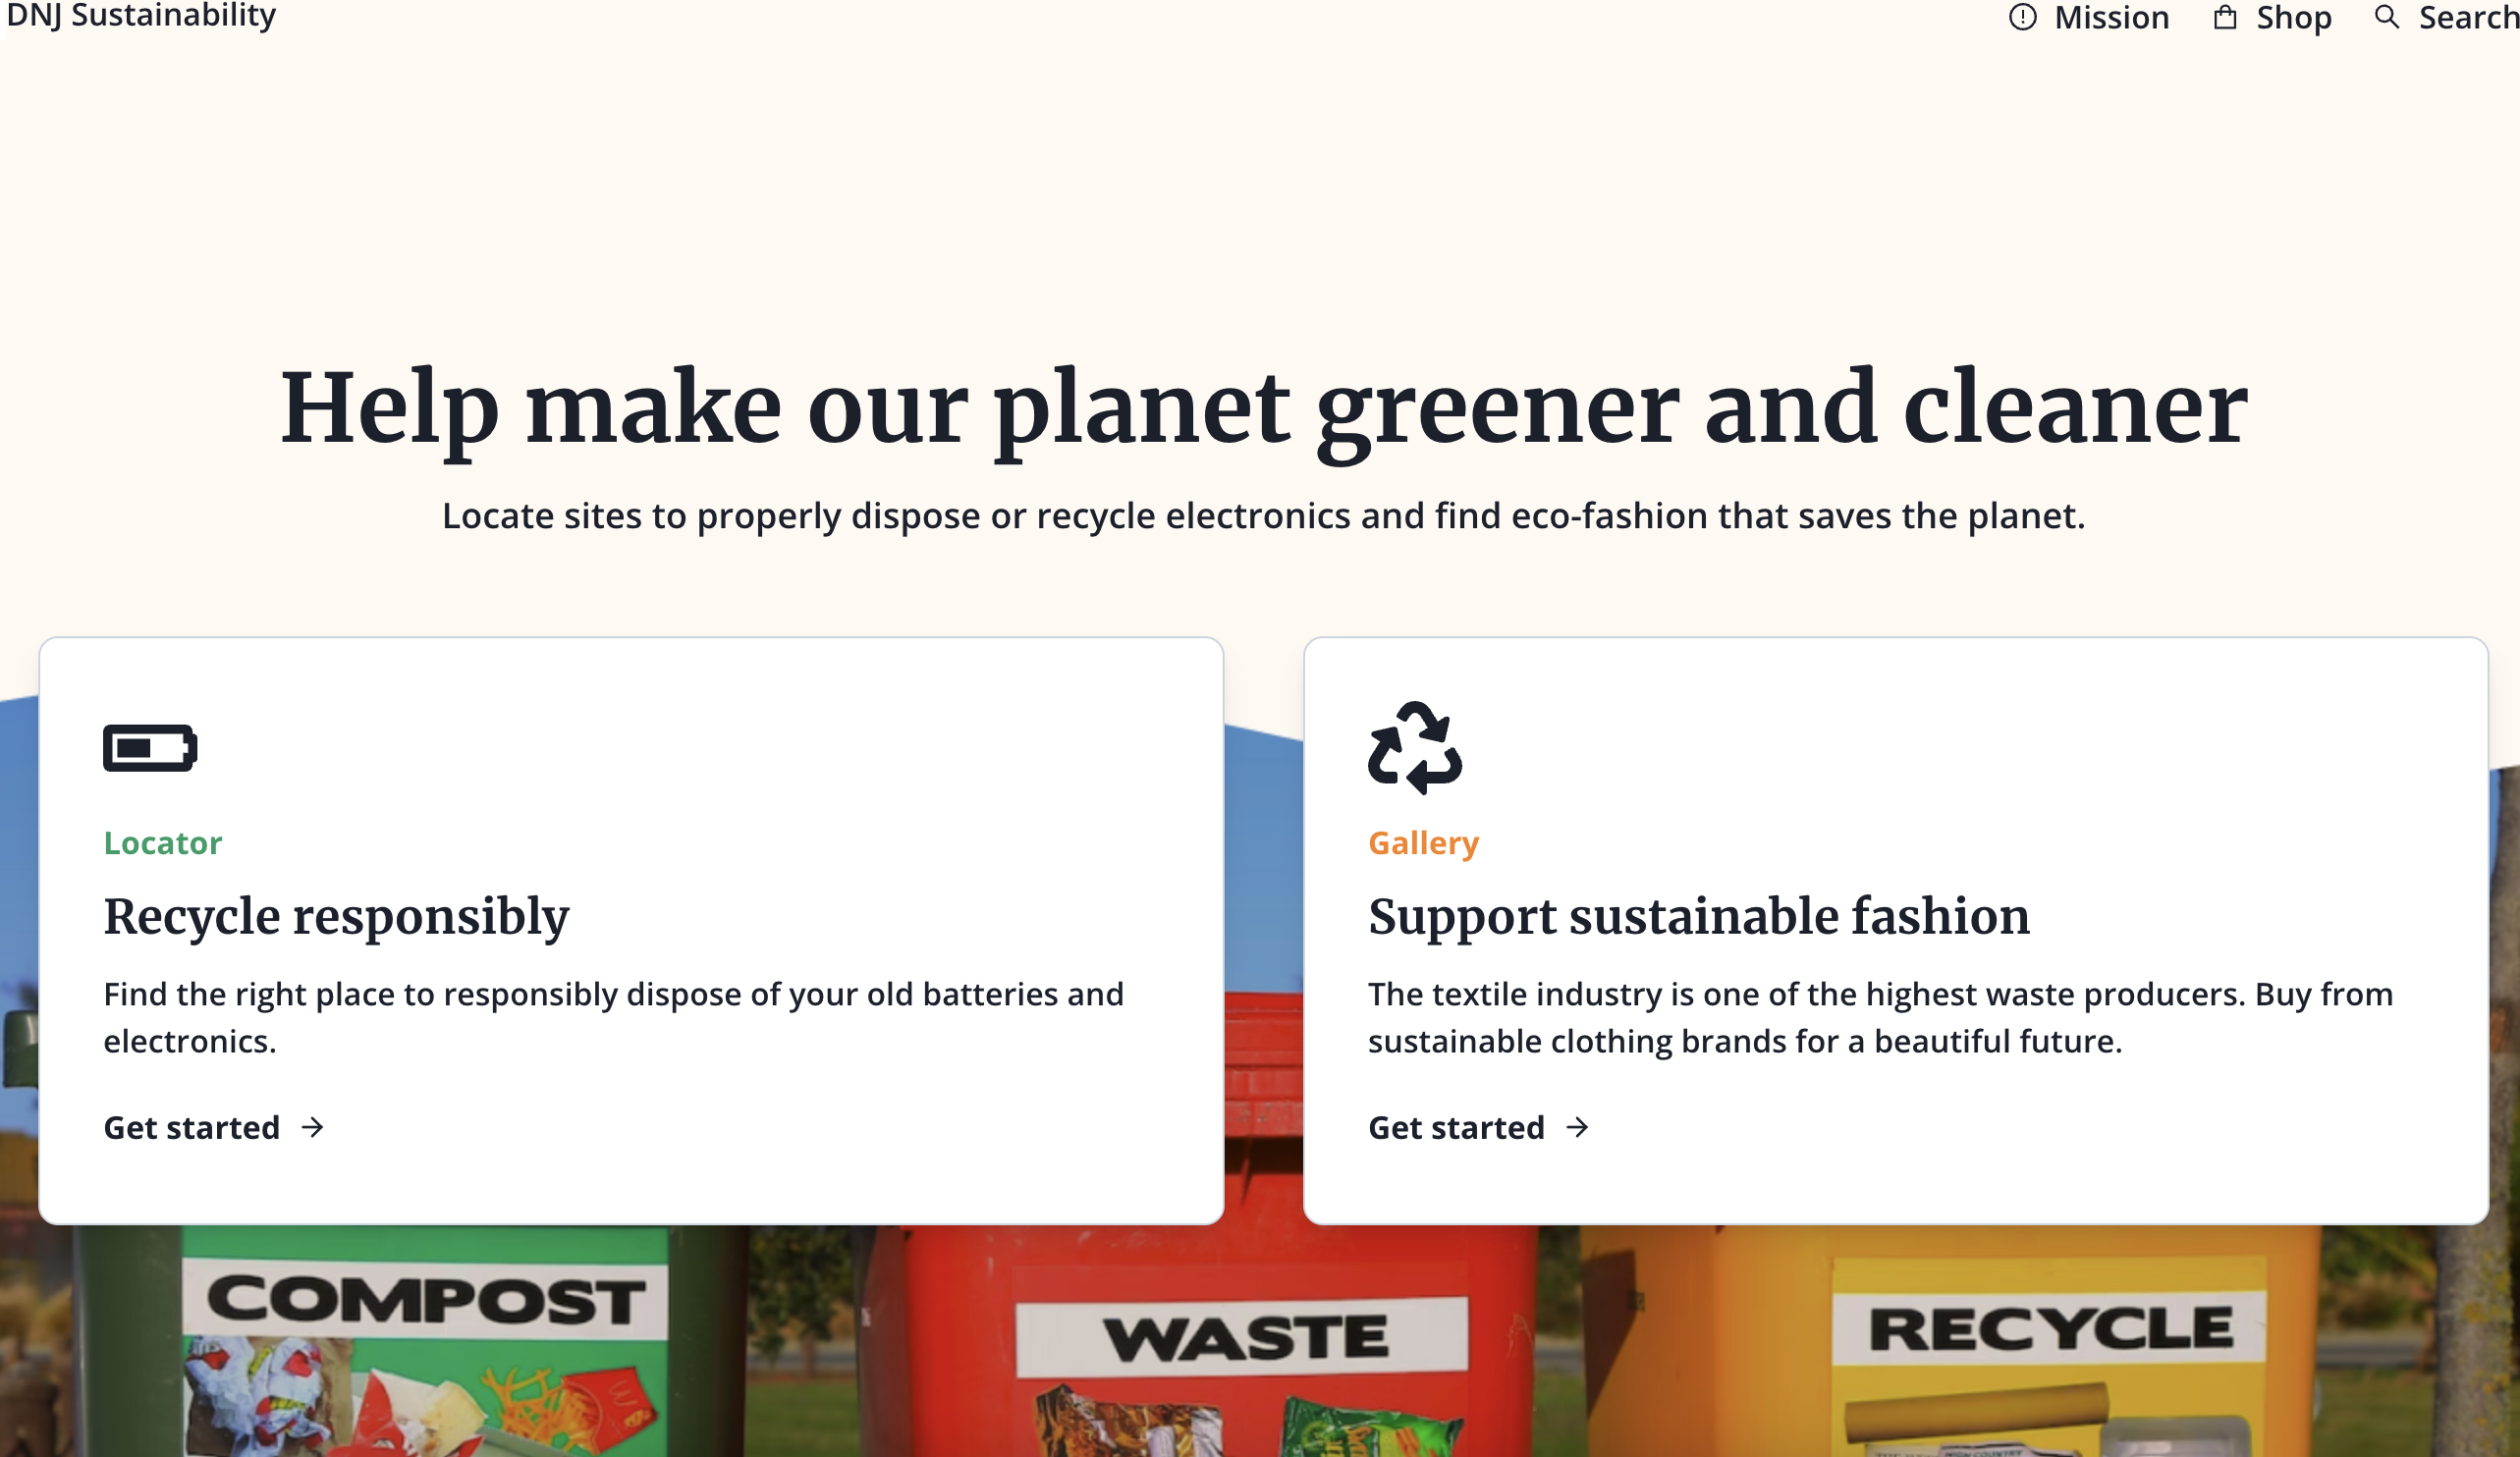 DNJ Sustainability
Mission
Shop
Search
Help make our planet greener and cleaner
Locate sites to properly dispose or recycle electronics and find eco-fashion that saves the planet.
Locator
Recycle responsibly
Find the right place to responsibly dispose of your old batteries and
electronics.
Get started
Gallery
Support sustainable fashion
The textile industry is one of the highest waste producers. Buy from
sustainable clothing brands for a beautiful future.
Get started
COMPOST
WASTE
RECYCLE